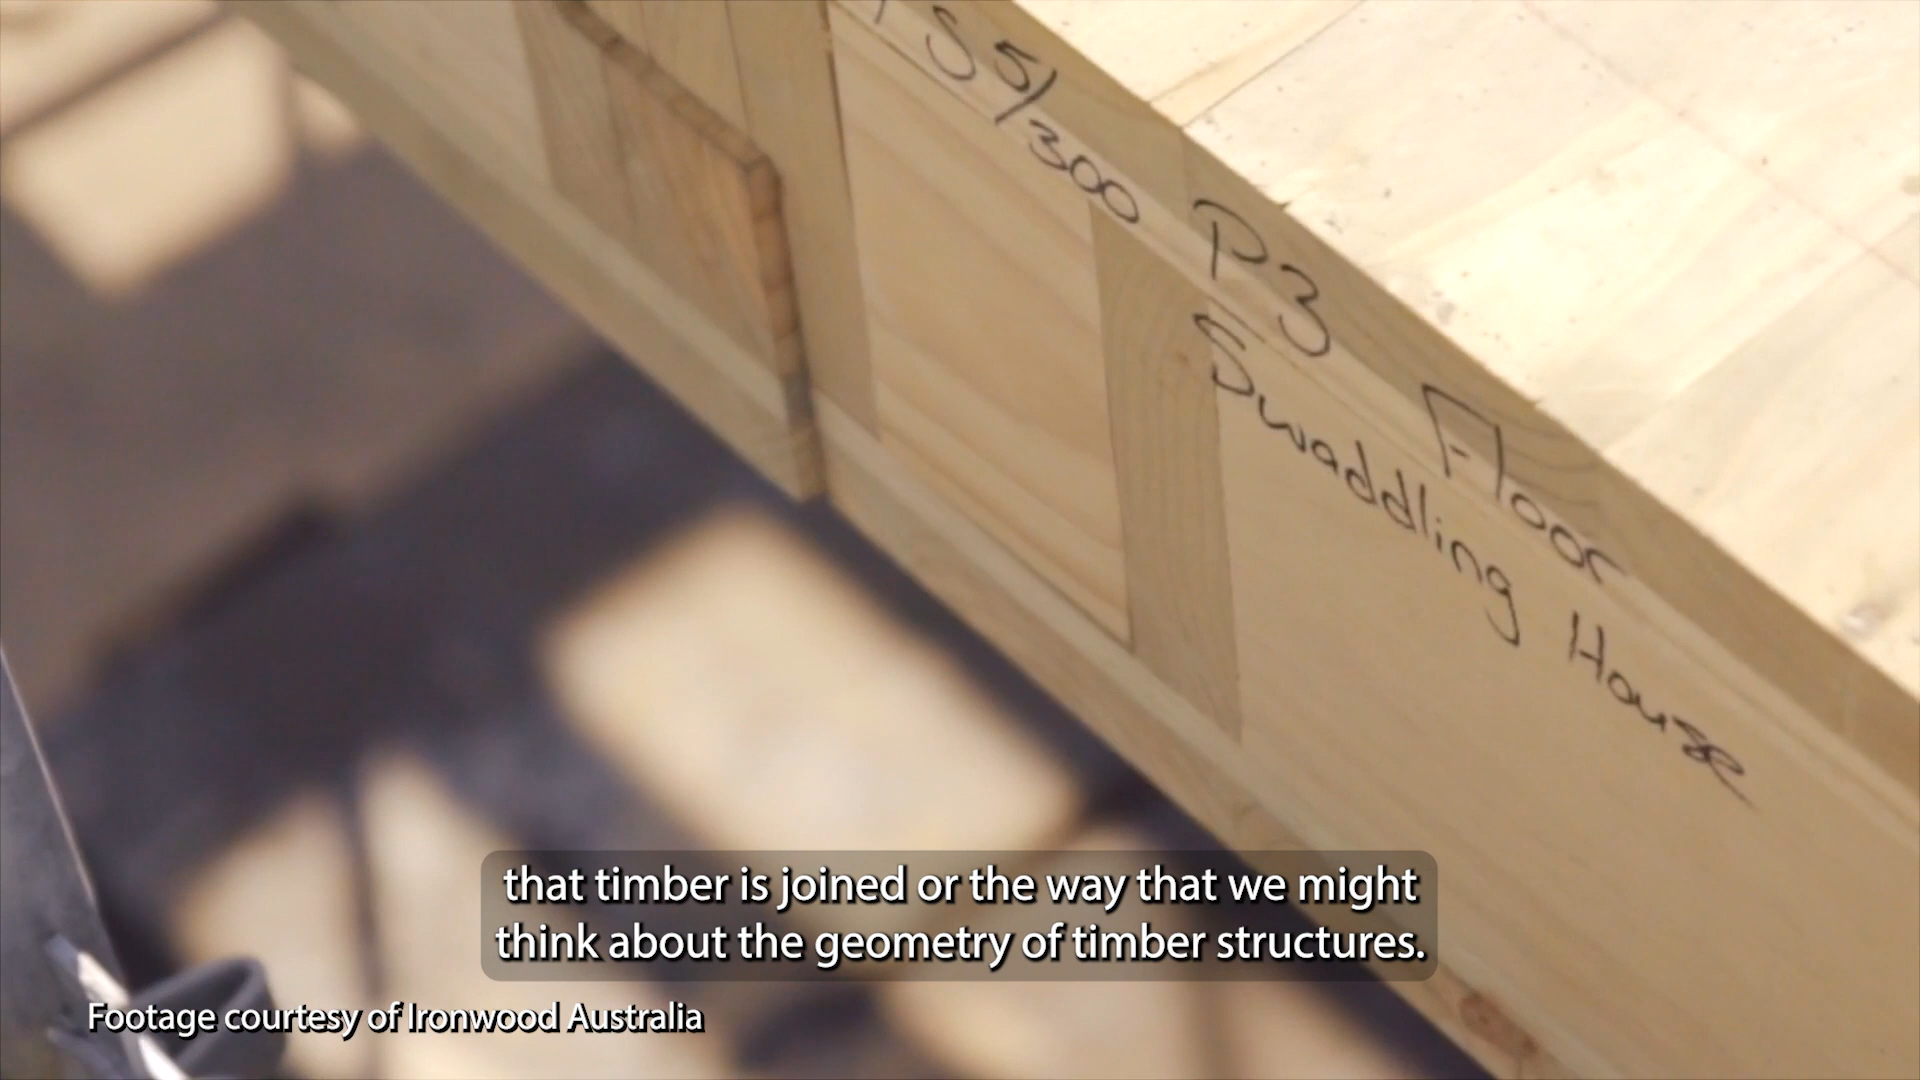 S5/300 P3 Floor
Swaddling House
that timber is joined or the way that we might
think about the geometry of timber structures.
Footage courtesy of Ironwood Australia